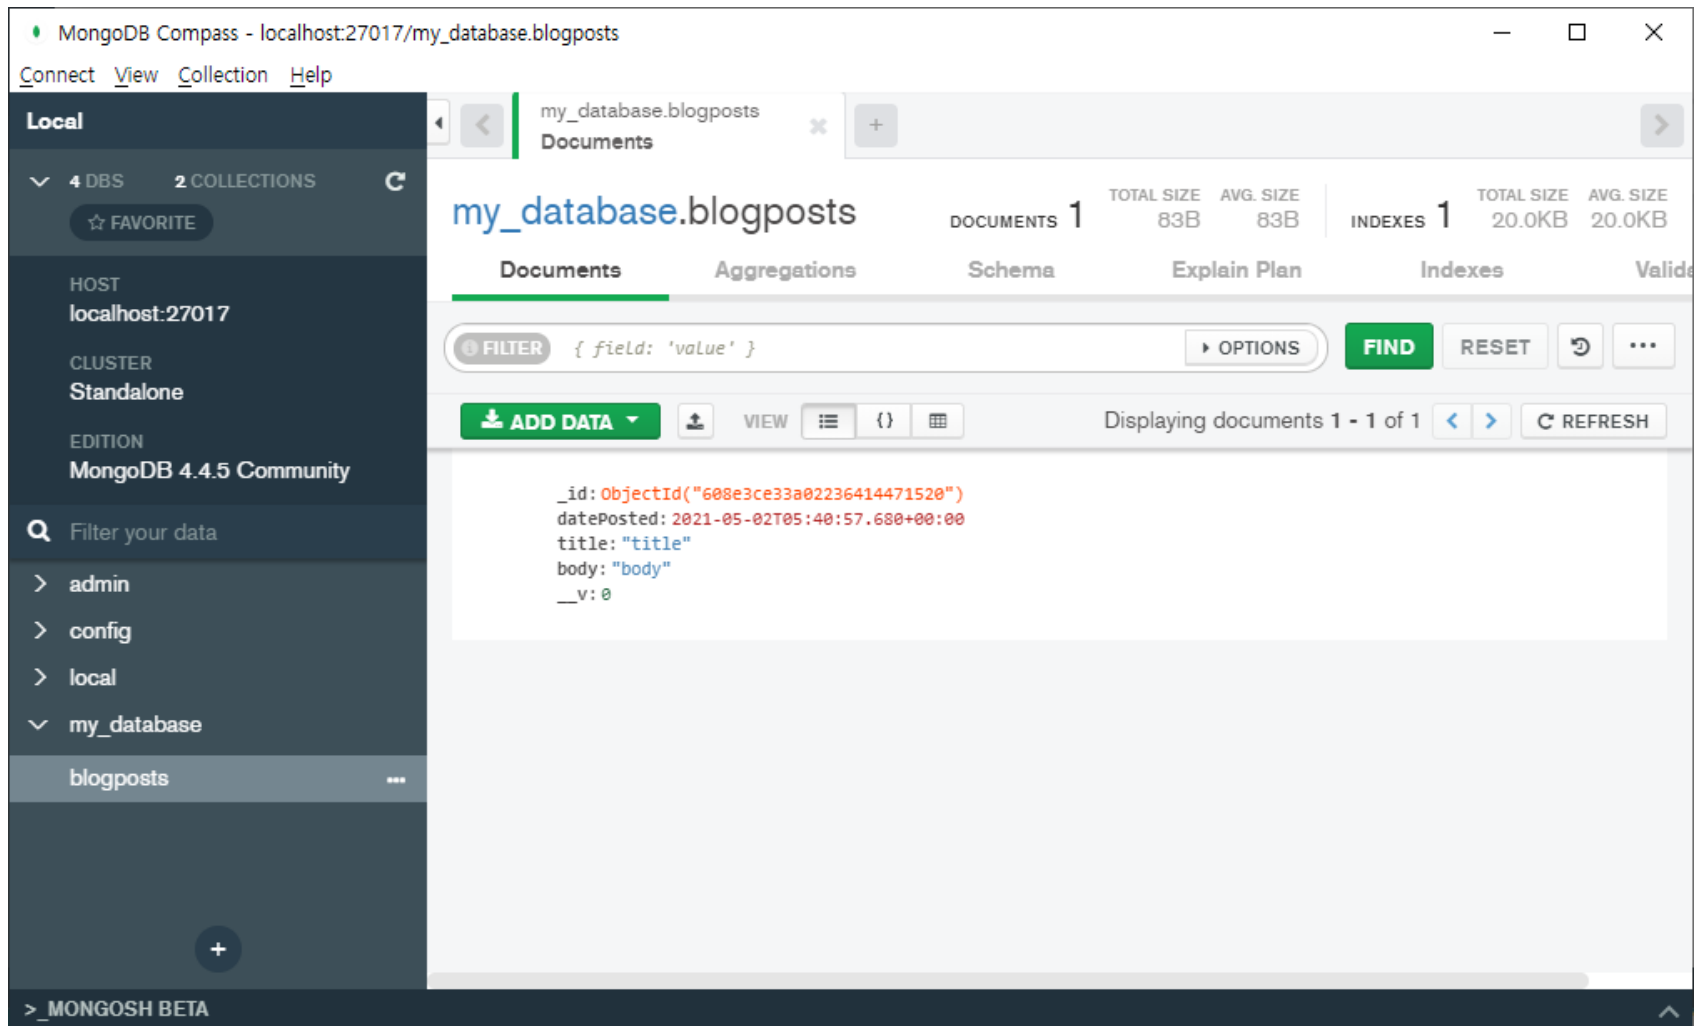 MongoDB Compass - localhost:27017/my_database.blogposts
Connect View Collection Help
Local
4 DBS 2 COLLECTIONS
FAVORITE
HOST
localhost:27017
CLUSTER
Standalone
EDITION
MongoDB 4.4.5 Community
Filter your data
admin
config
local
my_database
blogposts
>_MONGOSH BETA
my_database.blogposts
Documents
my_database.blogposts
DOCUMENTS 1
TOTAL SIZE AVG. SIZE
83B 83B
INDEXES 1
TOTAL SIZE AVG. SIZE
20.0KB 20.0KB
Documents Aggregations Schema Explain Plan Indexes Valida
FILTER { field: 'value' } OPTIONS FIND RESET
ADD DATA VIEW {} Displaying documents 1 - 1 of 1 REFRESH
_id: ObjectId("608e3ce33a02236414471520")
datePosted: 2021-05-02T05:40:57.680+00:00
title: "title"
body: "body"
__v: 0